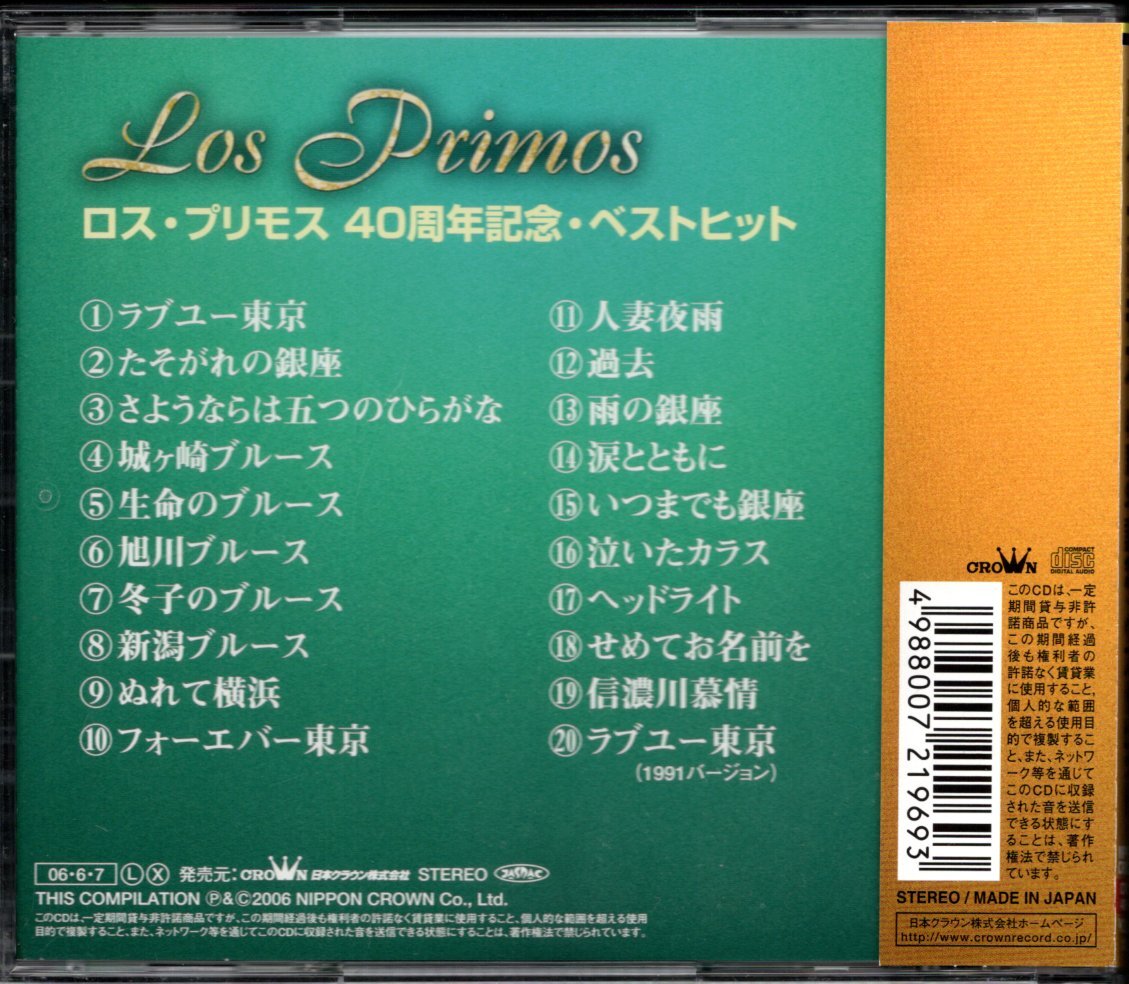 Los Primos
ロス・プリモス 40周年記念・ベストヒット
①ラブユー東京
②たそがれの銀座
③さようならは五つのひらがな
④城ヶ崎ブルース
⑤生命のブルース
⑥旭川ブルース
⑦冬子のブルース
⑧新潟ブルース
⑨ぬれて横浜
⑩フォーエバー東京
⑪人妻夜雨
⑫過去
⑬雨の銀座
⑭涙とともに
⑮いつまでも銀座
⑯泣いたカラス
⑰ヘッドライト
⑱せめてお名前を
⑲信濃川慕情
⑳ラブユー東京
(1991バージョン)
06・6・7 Ⓛ Ⓧ 発売元:CROWN 日本クラウン株式会社 STEREO JASRAC
THIS COMPILATION Ⓟ&©2006 NIPPON CROWN Co., Ltd.
このCDは、一定期間貸与非許諾商品ですが、この期間経過後も権利者の許諾なく賃貸業に使用すること、個人的な範囲を超える使用
目的で複製すること、また、ネットワーク等を通じてこのCDに収録された音を送信できる状態にすることは、著作権法で禁じられています。
CROWN
COMPACT
disc
DIGITAL AUDIO
4988007219693
このCDは、一定
期間貸与非許
諾商品ですが、
この期間経過
後も権利者の
許諾なく賃貸業
に使用すること、
個人的な範囲
を超える使用目
的で複製するこ
と、また、ネットワ
ーク等を通じて
このCDに収録
された音を送信
できる状態にす
ることは、著作
権法で禁じられ
ています。
STEREO / MADE IN JAPAN
日本クラウン株式会社ホームページ
http://www.crownrecord.co.jp/